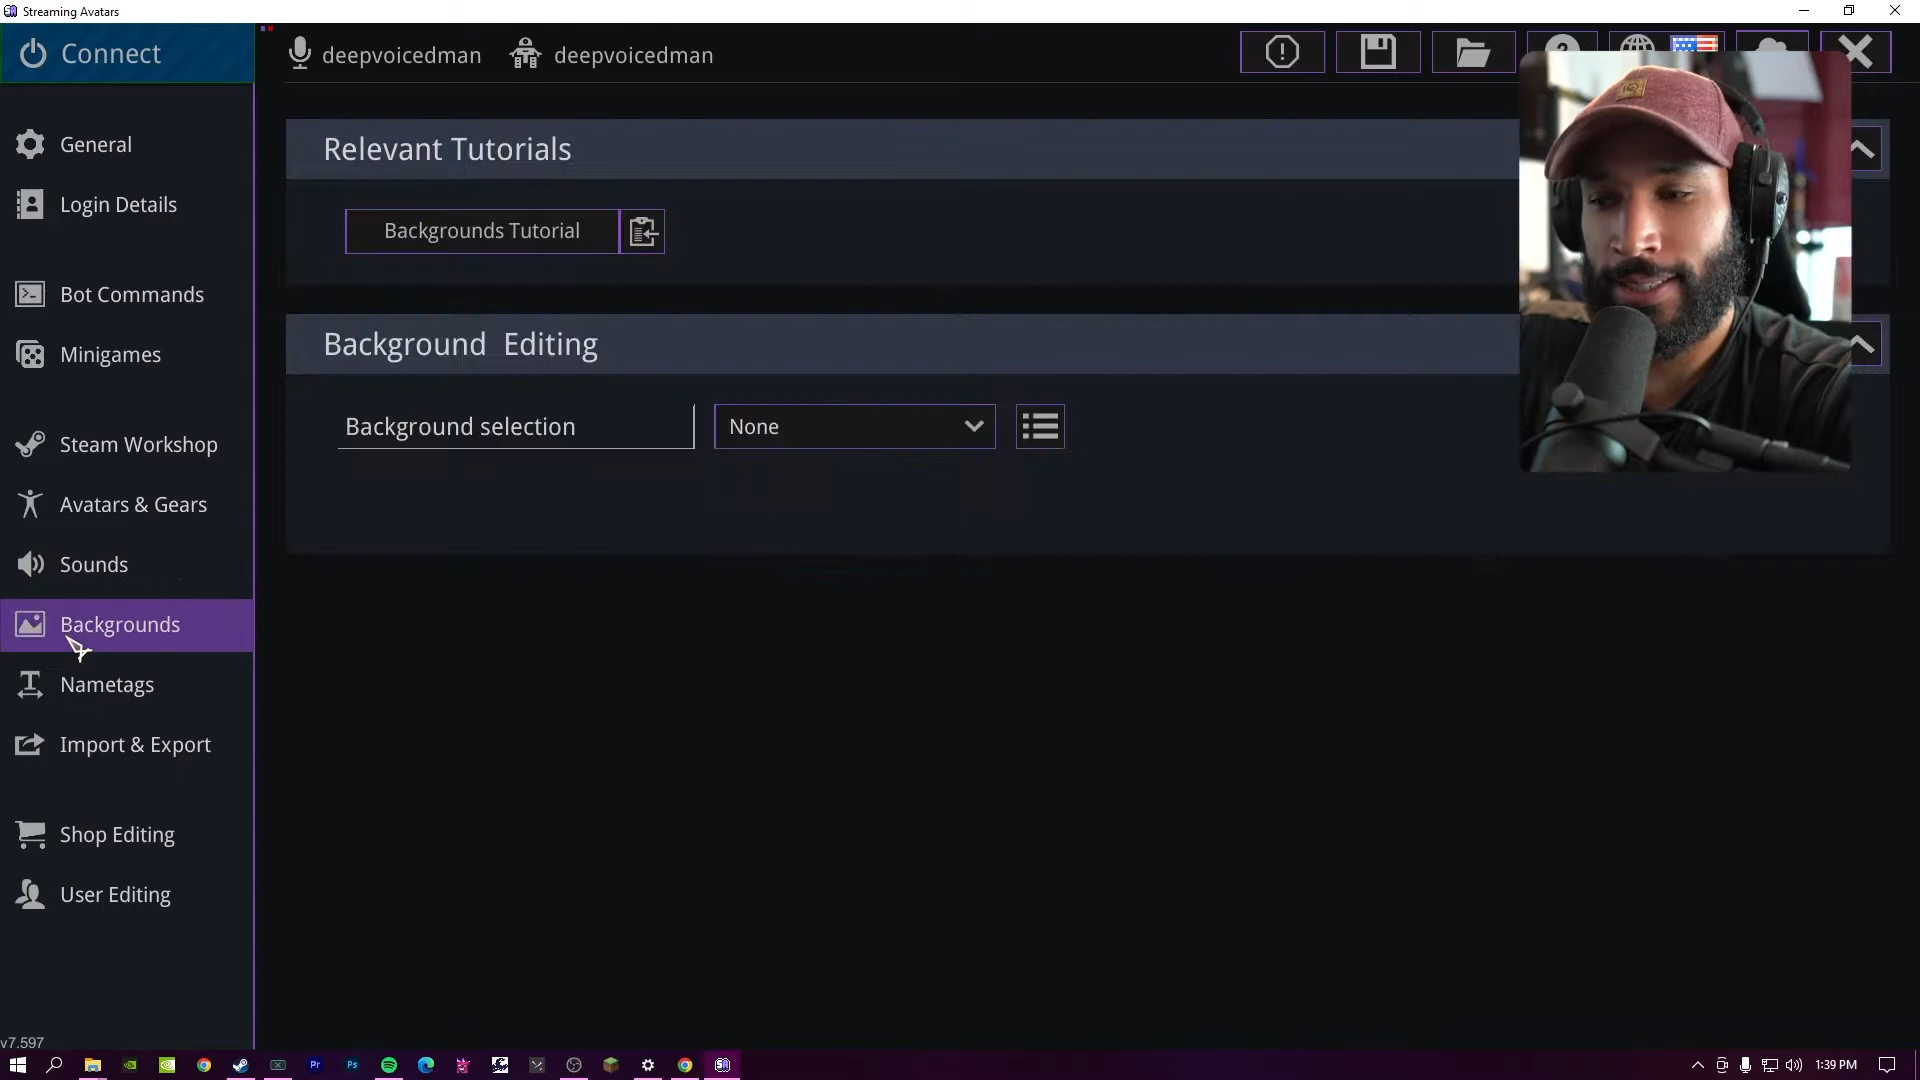 Streaming Avatars
Connect
deepvoicedman
deepvoicedman
General
Login Details
Bot Commands
Minigames
Steam Workshop
Avatars & Gears
Sounds
Backgrounds
Nametags
Import & Export
Shop Editing
User Editing
v7.597
Relevant Tutorials
Backgrounds Tutorial
Background Editing
Background selection
None
Pr
Ps
1:39 PM